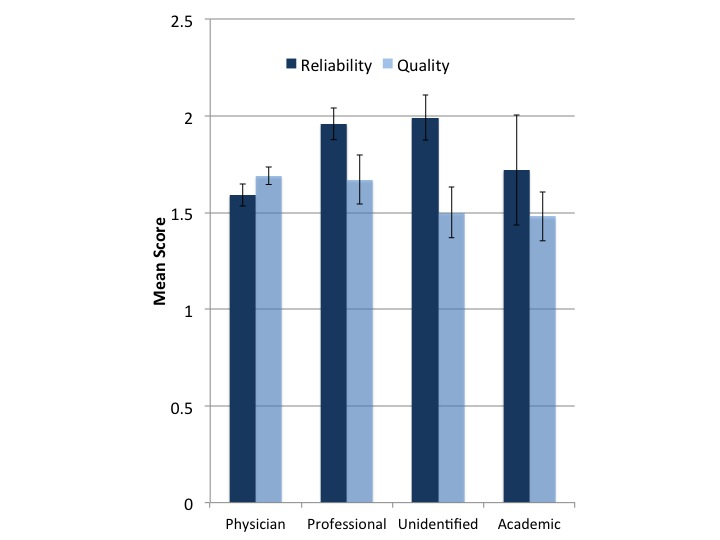 2.5
Reliability Quality
2
1.5
1
0.5
0
Mean Score
Physician Professional Unidentified Academic